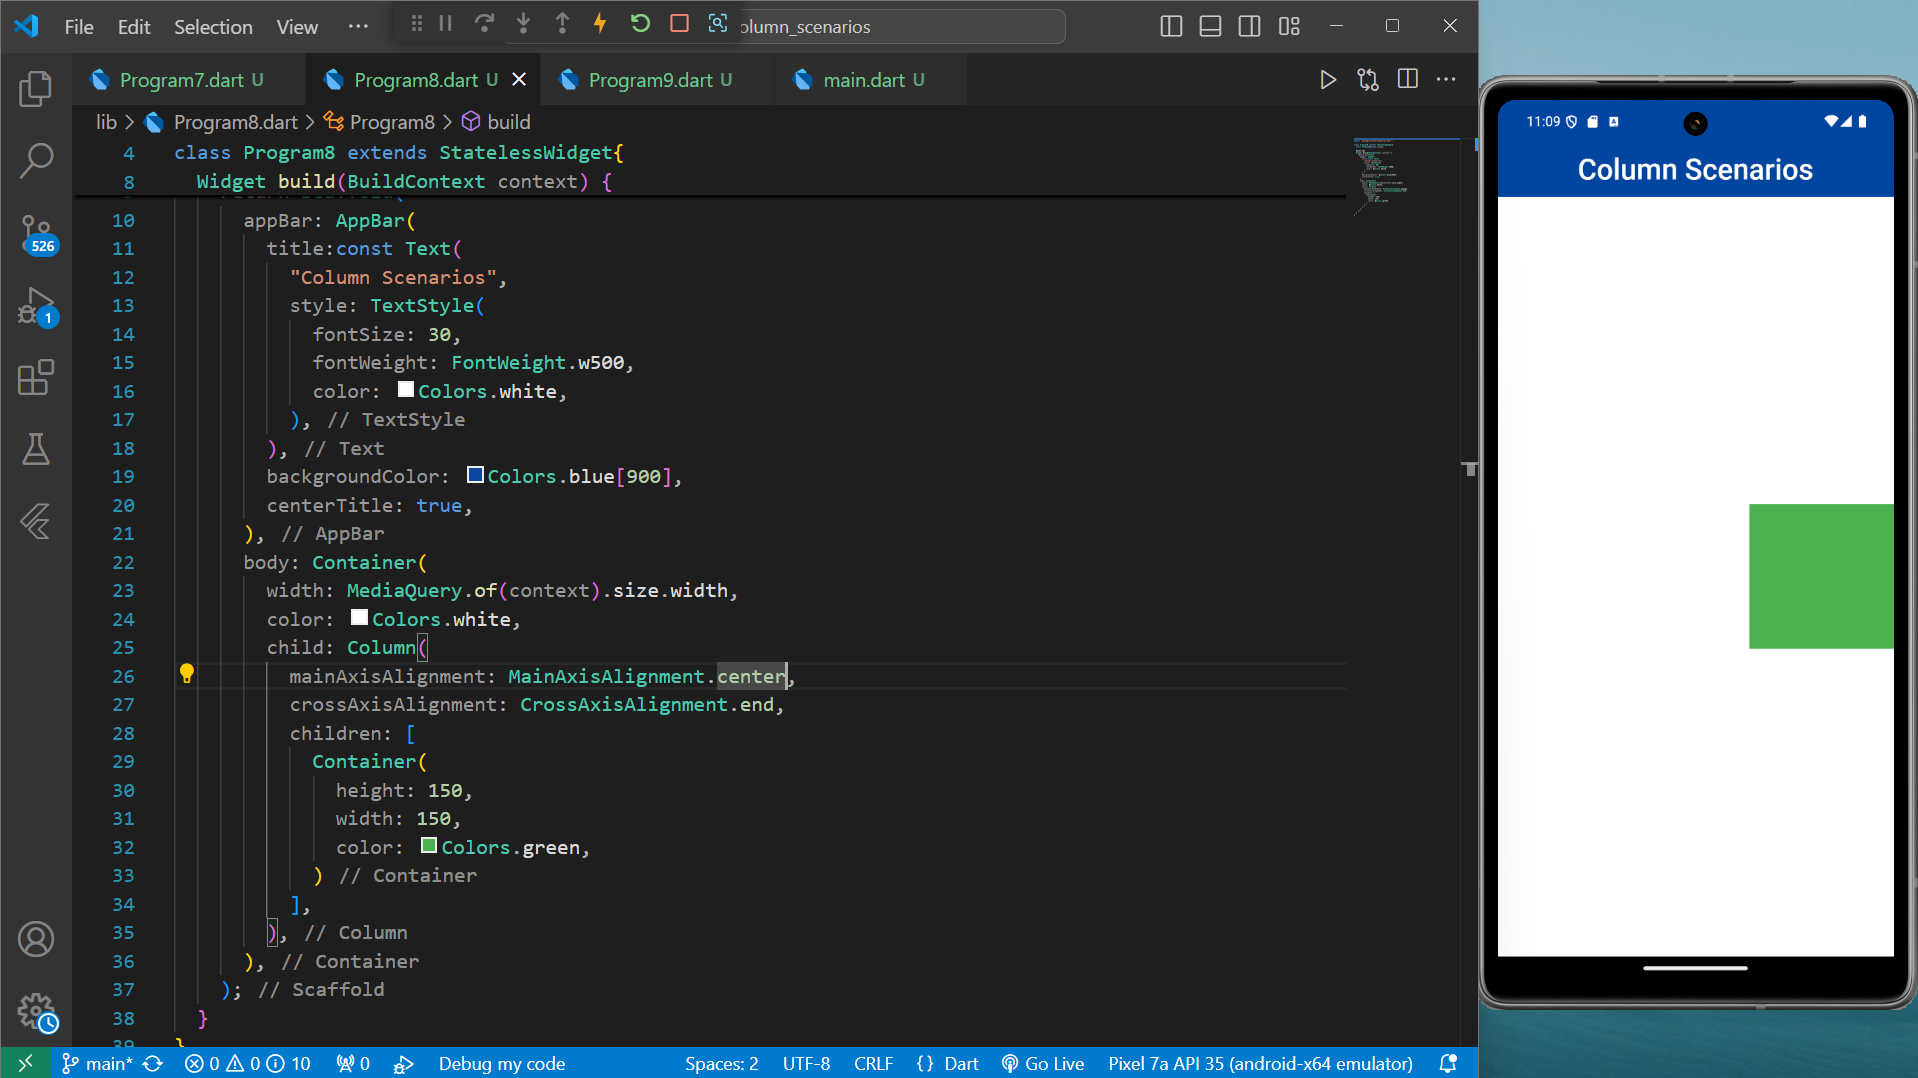 File Edit Selection View ···
olumn_scenarios
Program7.dart U
Program8.dart U
Program9.dart U
main.dart U
lib > Program8.dart > Program8 > build
4 class Program8 extends StatelessWidget{
8 Widget build(BuildContext context) {
10 appBar: AppBar(
11 title:const Text(
12 "Column Scenarios",
13 style: TextStyle(
14 fontSize: 30,
15 fontWeight: FontWeight.w500,
16 color: Colors.white,
17 ), // TextStyle
18 ), // Text
19 backgroundColor: Colors.blue[900],
20 centerTitle: true,
21 ), // AppBar
22 body: Container(
23 width: MediaQuery.of(context).size.width,
24 color: Colors.white,
25 child: Column(
26 mainAxisAlignment: MainAxisAlignment.center,
27 crossAxisAlignment: CrossAxisAlignment.end,
28 children: [
29 Container(
30 height: 150,
31 width: 150,
32 color: Colors.green,
33 ) // Container
34 ],
35 ), // Column
36 ), // Container
37 ); // Scaffold
38 }
39 }
526
1
main* 0 0 10 0 Debug my code Spaces: 2 UTF-8 CRLF {} Dart Go Live Pixel 7a API 35 (android-x64 emulator)
11:09
Column Scenarios